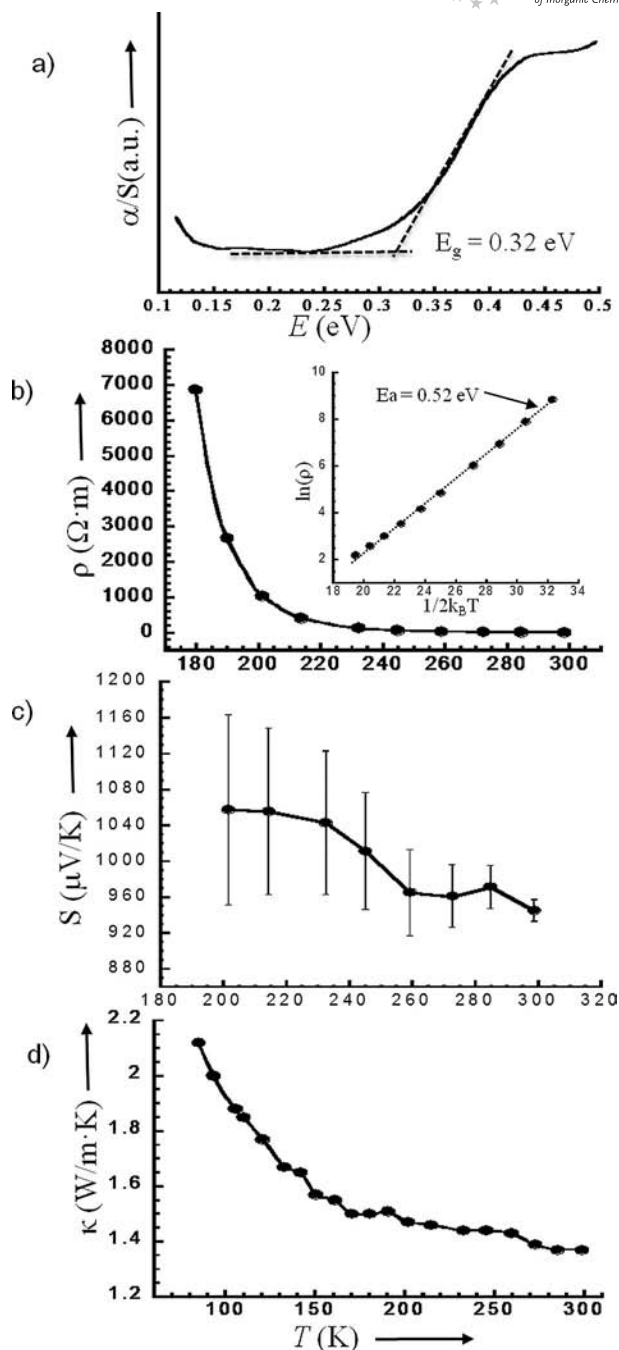 of Inorganic Chem
a)
α/S(a.u.)
E_g = 0.32 eV
0.1 0.2 0.25 0.3 0.35 0.4 0.45 0.5
E (eV)
b)
ρ (Ω·m)
8000
7000
6000
5000
4000
3000
2000
1000
0
180 200 220 240 260 280 300
Ea = 0.52 eV
ln(ρ)
10
8
6
4
2
18 20 22 24 26 28 30 32 34
1/2k_BT
c)
S (μV/K)
1200
1160
1120
1080
1040
1000
960
920
880
180 200 220 240 260 280 300 320
d)
κ (W/m·K)
2.2
2
1.8
1.6
1.4
1.2
100 150 200 250 300
T (K)